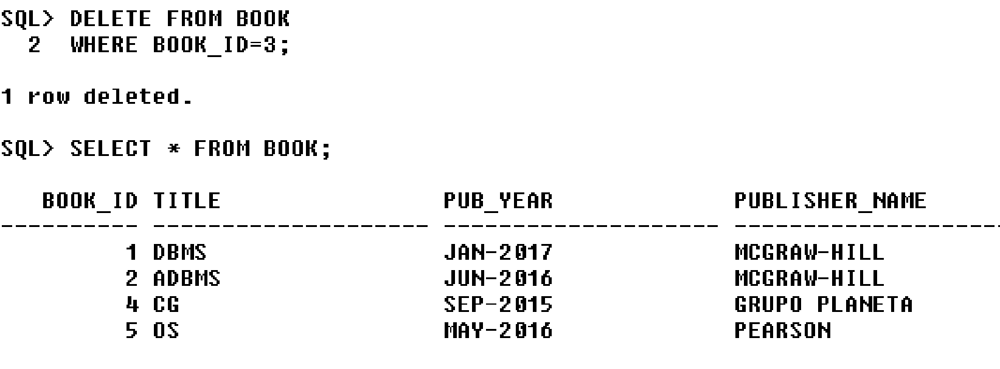 SQL> DELETE FROM BOOK
  2  WHERE BOOK_ID=3;
1 row deleted.
SQL> SELECT * FROM BOOK;
   BOOK_ID TITLE                PUB_YEAR             PUBLISHER_NAME
---------- -------------------- -------------------- -------------------
         1 DBMS                 JAN-2017             MCGRAW-HILL
         2 ADBMS                JUN-2016             MCGRAW-HILL
         4 CG                   SEP-2015             GRUPO PLANETA
         5 OS                   MAY-2016             PEARSON